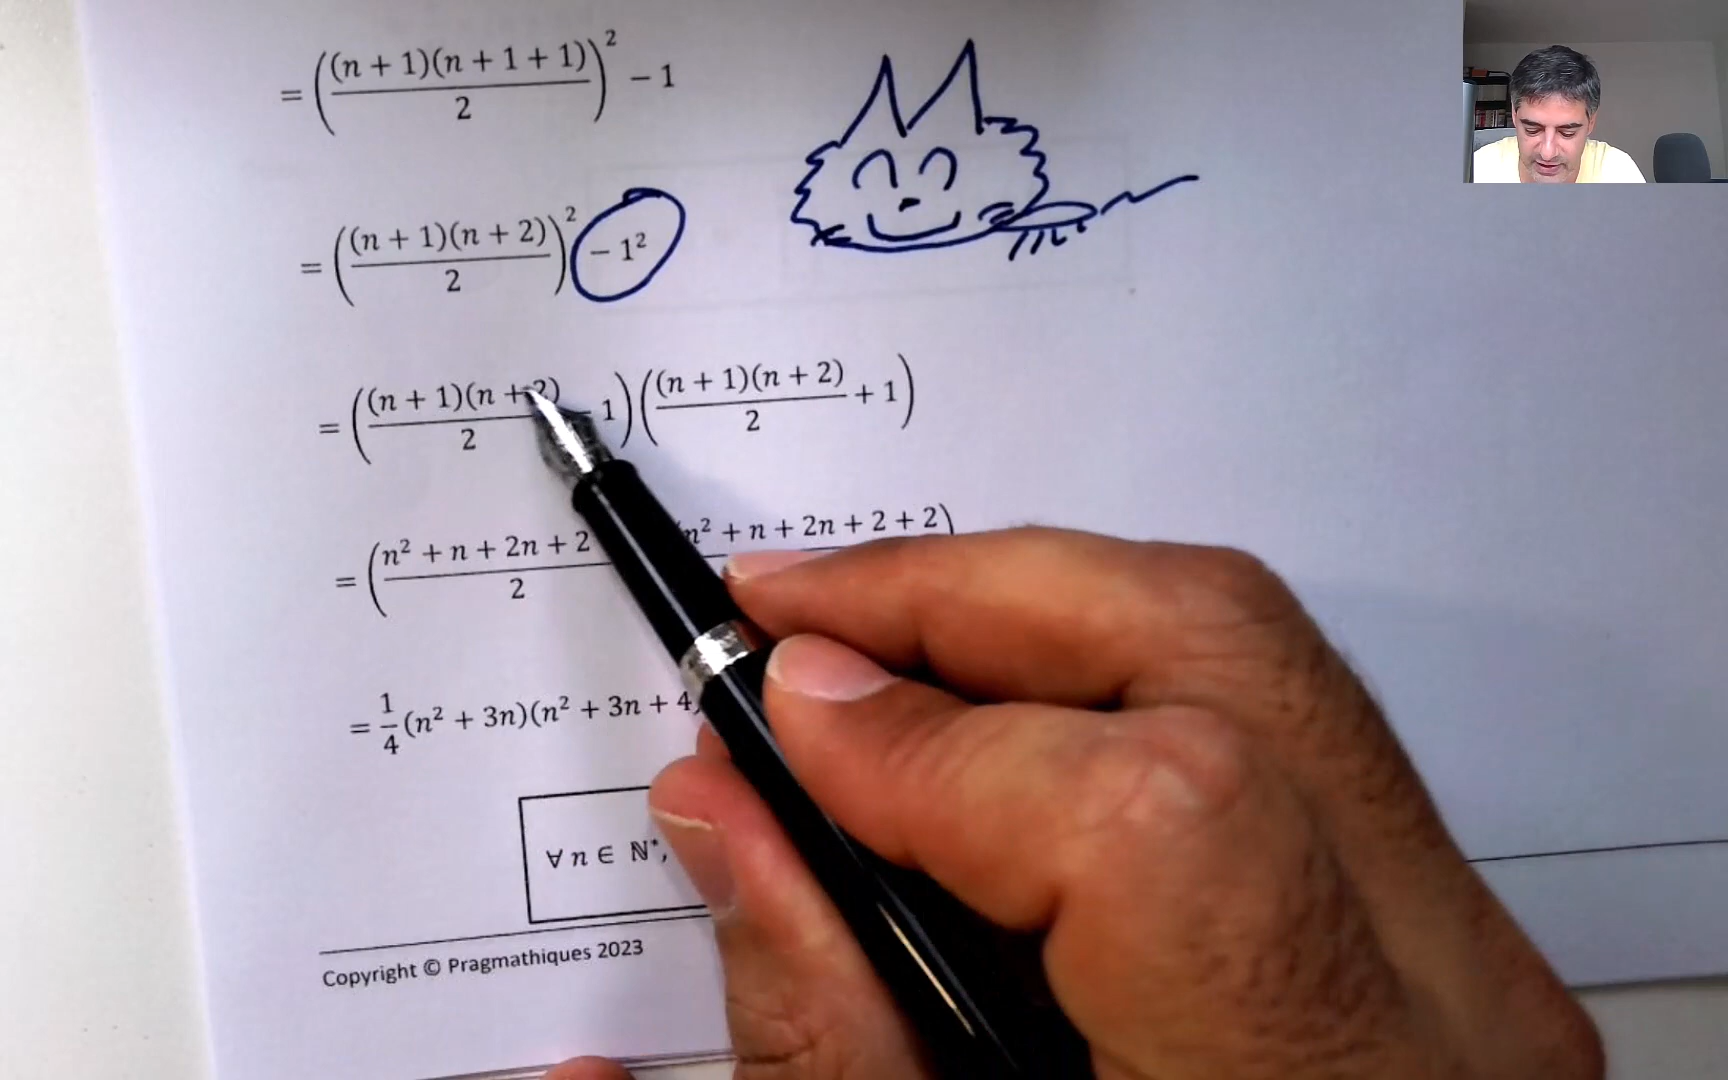 = ((n + 1)(n + 1 + 1)/2)² − 1
= ((n + 1)(n + 2)/2)² − 1²
= ((n + 1)(n + 2)/2 − 1)((n + 1)(n + 2)/2 + 1)
= (n² + n + 2n + 2 / 2 n² + n + 2n + 2 + 2)
= 1/4 (n² + 3n)(n² + 3n + 4)
∀ n ∈ ℕ*,
Copyright © Pragmathiques 2023